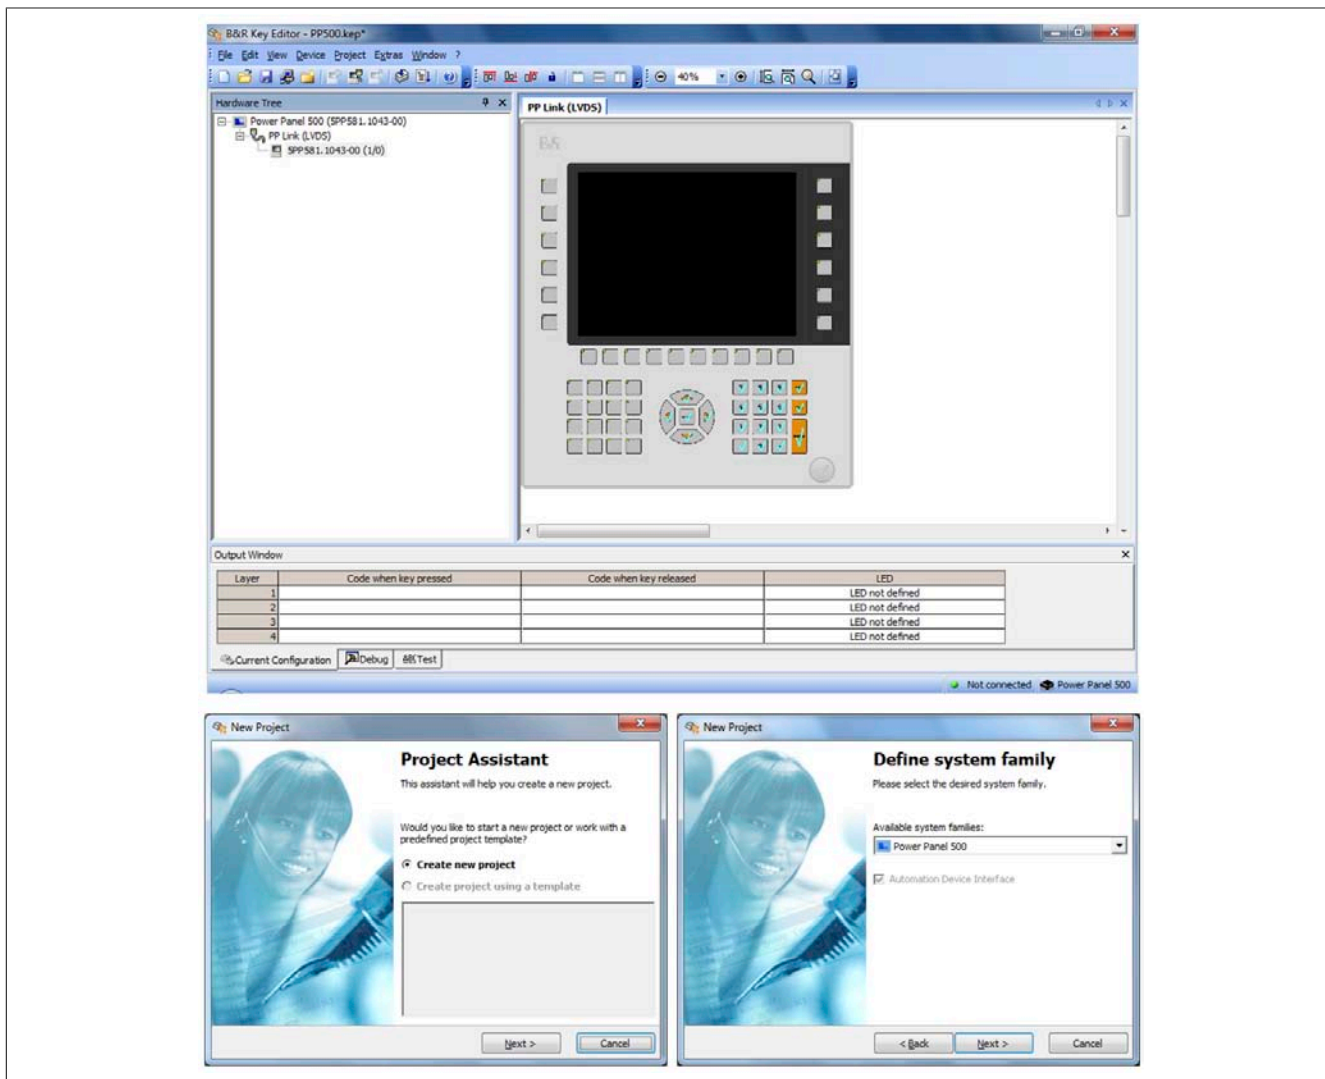 B&R Key Editor - PP500.kep*
File Edit View Device Project Extras Window ?
40%
Hardware Tree
PP Link (LVDS)
Power Panel 500 (5PP581.1043-00)
PP Link (LVDS)
5PP581.1043-00 (1/0)
B&R
Output Window
Layer Code when key pressed Code when key released LED
1 LED not defined
2 LED not defined
3 LED not defined
4 LED not defined
Current Configuration Debug Test
Not connected Power Panel 500
New Project
Project Assistant
This assistant will help you create a new project.
Would you like to start a new project or work with a
predefined project template?
Create new project
Create project using a template
Next > Cancel
New Project
Define system family
Please select the desired system family.
Available system families:
Power Panel 500
Automation Device Interface
< Back Next > Cancel